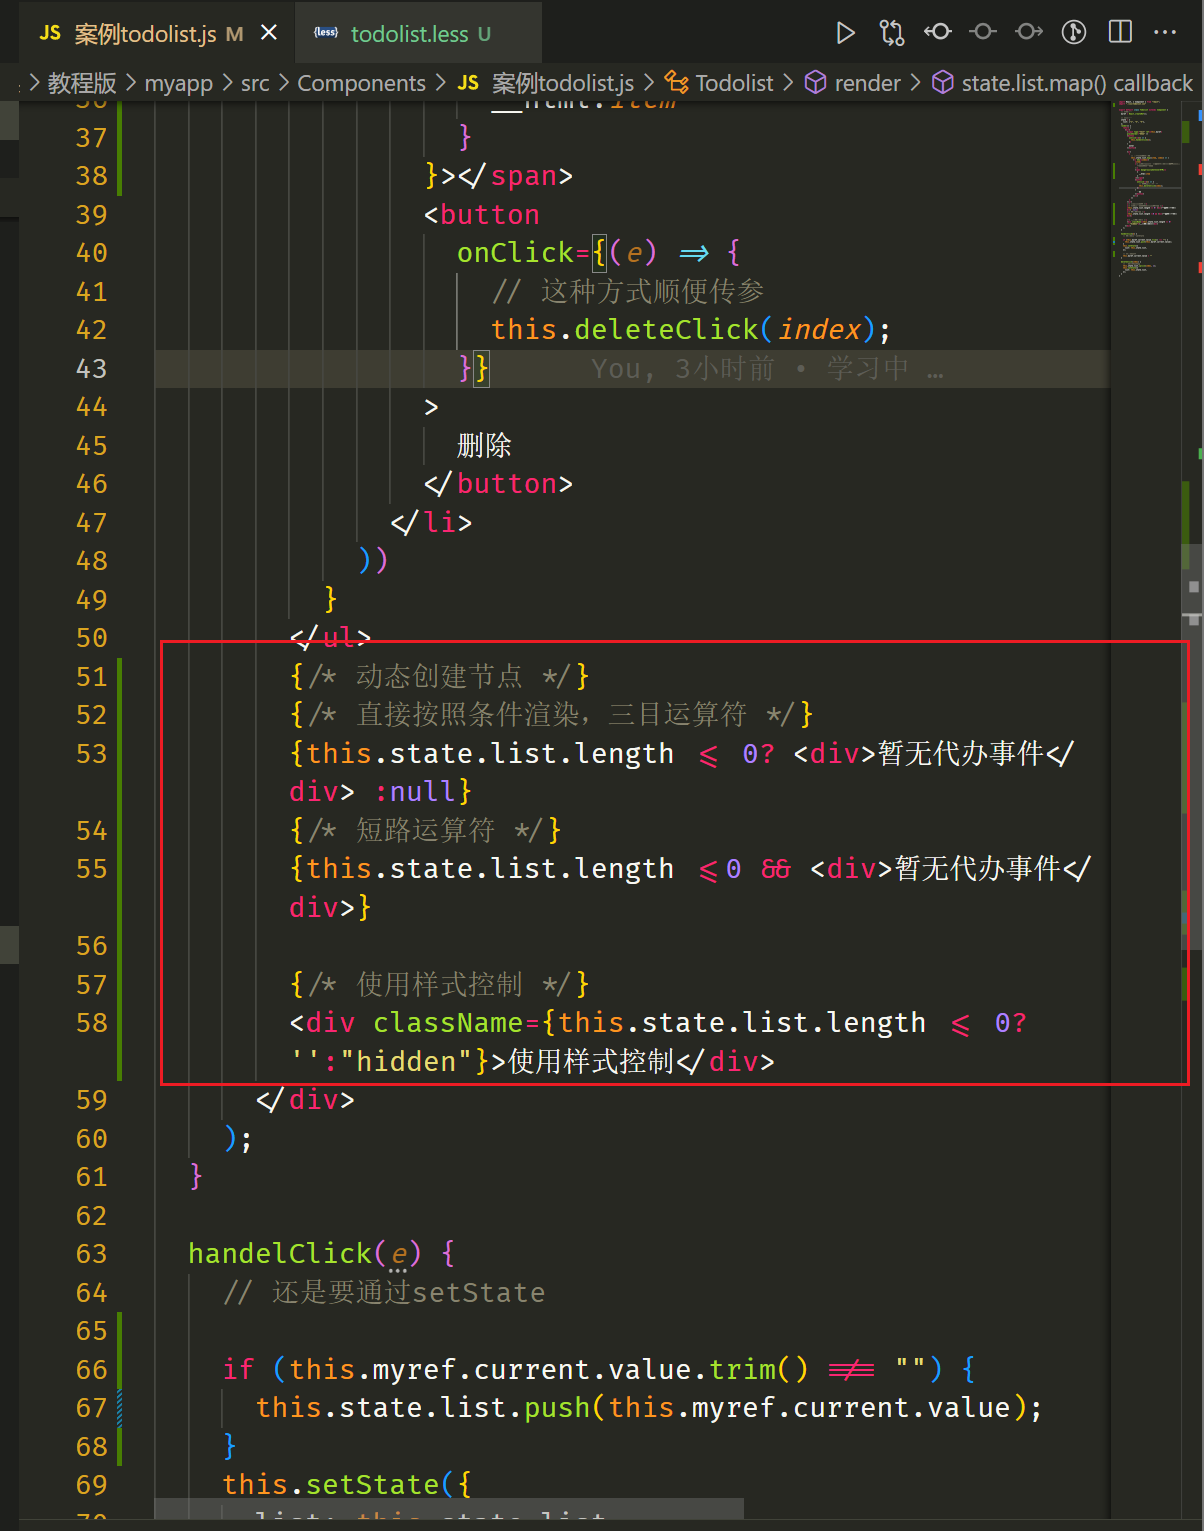 JS 案例todolist.js M × {less} todolist.less U
> 教程版 > myapp > src > Components > JS 案例todolist.js > Todolist > render > state.list.map() callback
36 __html:item
37 }
38 }></span>
39 <button
40 onClick={(e) => {
41 // 这种方式顺便传参
42 this.deleteClick(index);
43 }} You, 3小时前 • 学习中 …
44 >
45 删除
46 </button>
47 </li>
48 ))
49 }
50 </ul>
51 {/* 动态创建节点 */}
52 {/* 直接按照条件渲染，三目运算符 */}
53 {this.state.list.length <= 0? <div>暂无代办事件</
div> :null}
54 {/* 短路运算符 */}
55 {this.state.list.length <=0 && <div>暂无代办事件</
div>}
56
57 {/* 使用样式控制 */}
58 <div className={this.state.list.length <= 0?
'':"hidden"}>使用样式控制</div>
59 </div>
60 );
61 }
62
63 handelClick(e) {
64 // 还是要通过setState
65
66 if (this.myref.current.value.trim() !== "") {
67 this.state.list.push(this.myref.current.value);
68 }
69 this.setState({
70 list: this.state.list